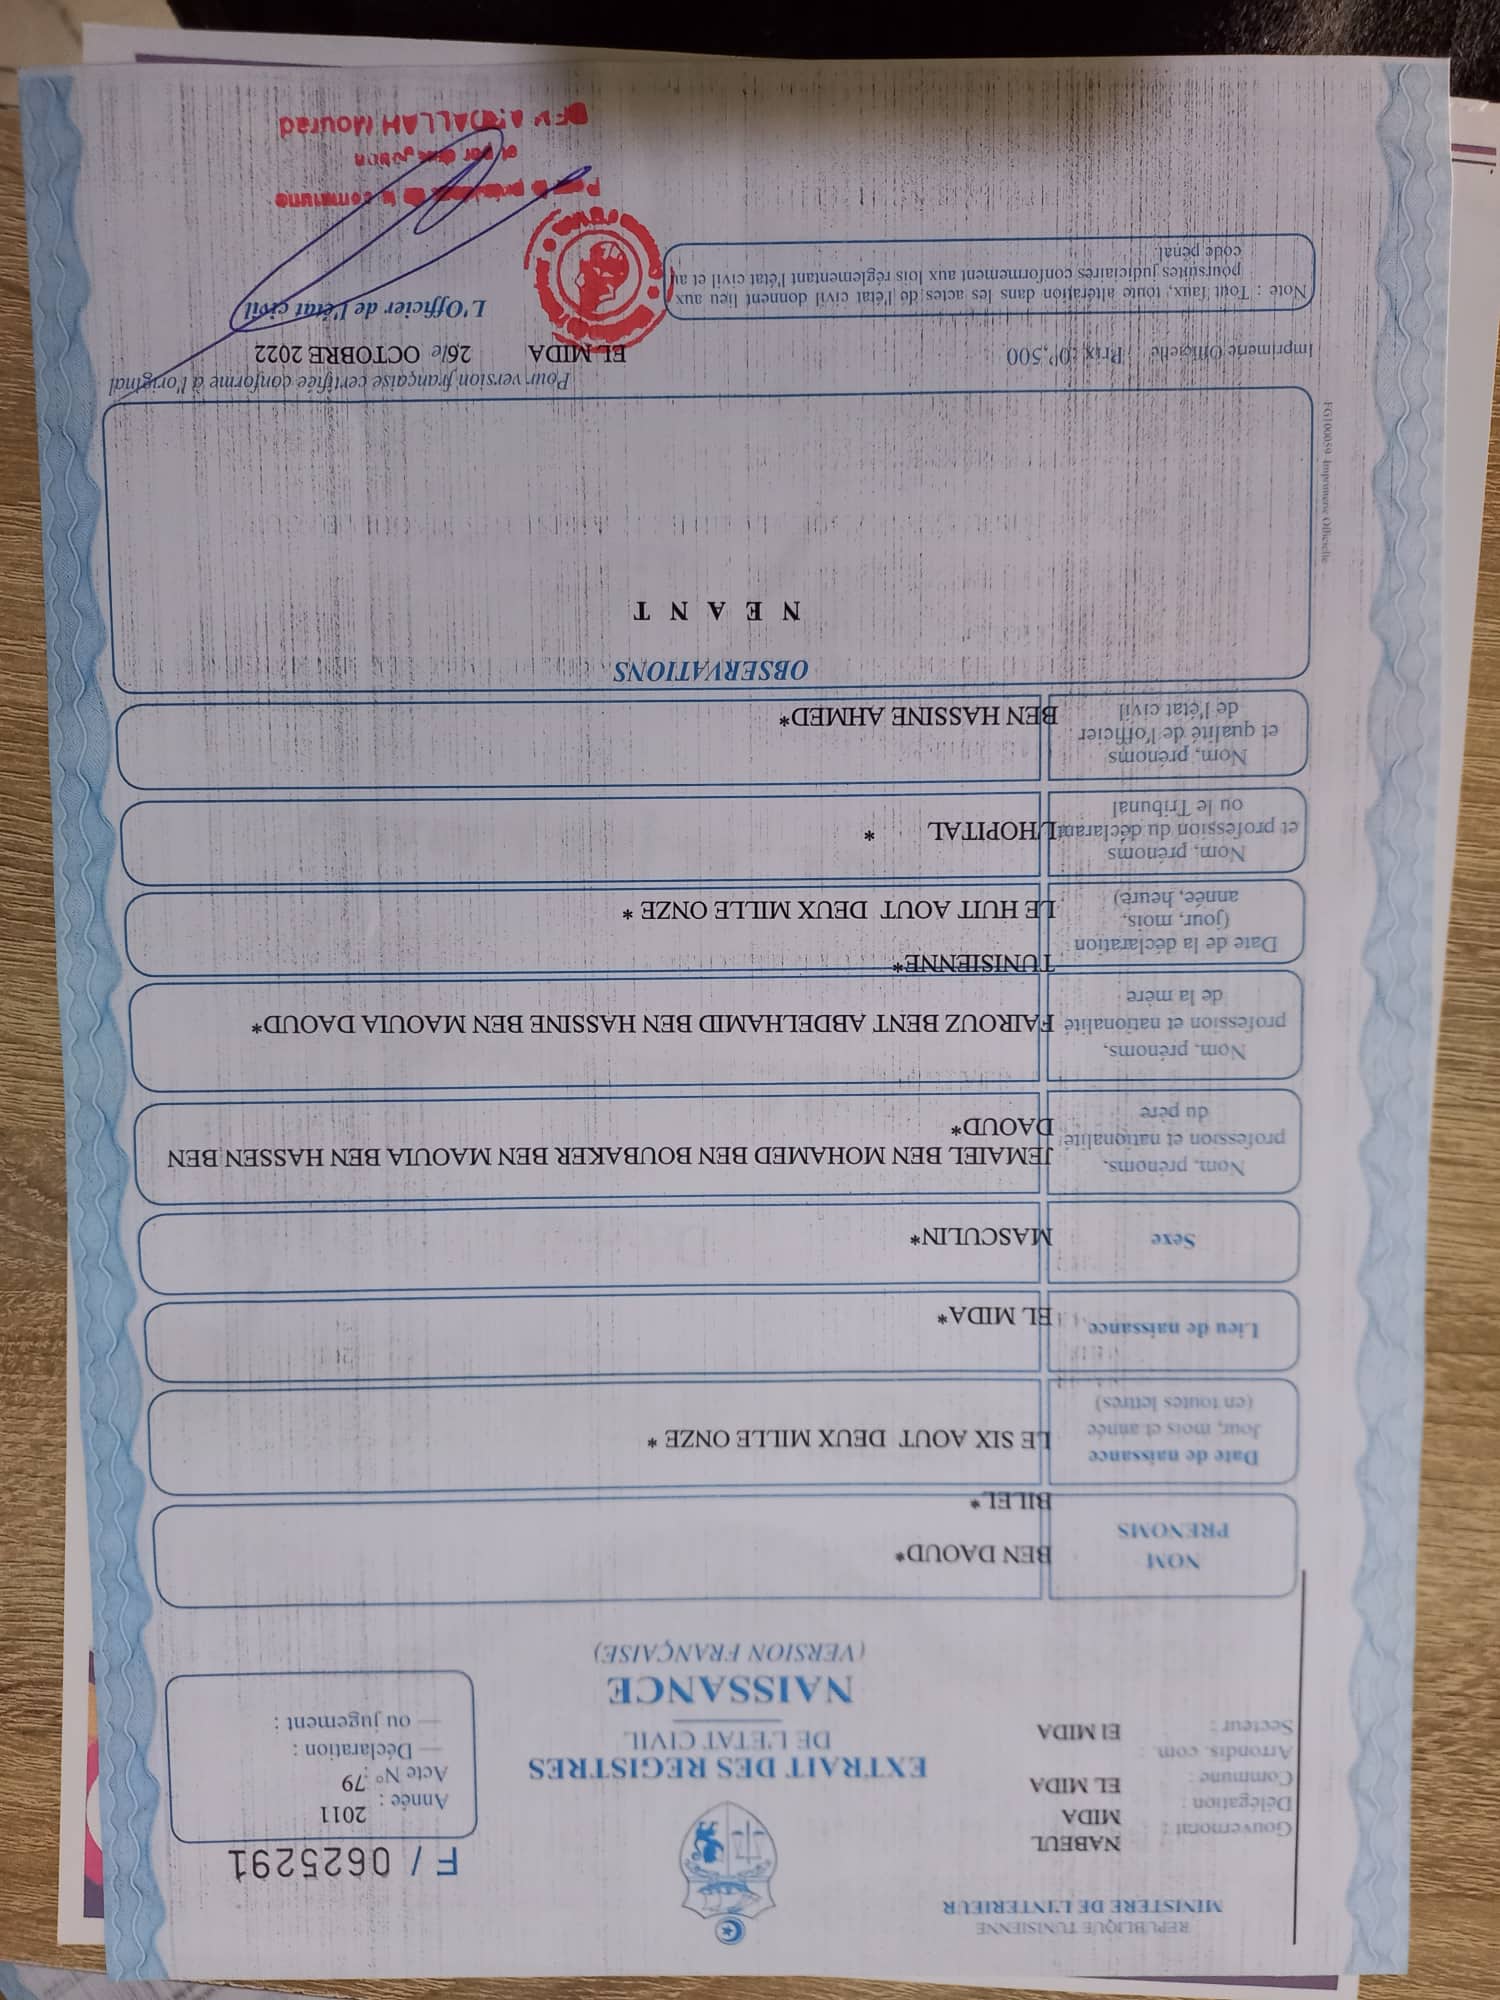 REPUBLIQUE TUNISIENNE
MINISTERE DE L'INTERIEUR
Gouvernorat : NABEUL
Délégation : MIDA
Commune : EL MIDA
Arrondis. com. :
Secteur : El MIDA
F / 0625291
Année : 2011
Acte N° : 79
— Déclaration :
— ou jugement :
EXTRAIT DES REGISTRES
DE L'ETAT CIVIL
NAISSANCE
(VERSION FRANÇAISE)
NOM
PRENOMS
BEN DAOUD*
BILEL*
Date de naissance
Jour, mois et année
(en toutes lettres)
LE SIX AOUT DEUX MILLE ONZE *
Lieu de naissance
EL MIDA*
Sexe
MASCULIN*
Nom, prénoms,
profession et nationalité
du père
JEMAIEL BEN MOHAMED BEN BOUBAKER BEN MAOUIA BEN HASSEN BEN
DAOUD*
Nom, prénoms,
profession et nationalité
de la mère
FAIROUZ BENT ABDELHAMID BEN HASSINE BEN MAOUIA DAOUD*
TUNISIENNE*
Date de la déclaration
(jour, mois,
année, heure)
LE HUIT AOUT DEUX MILLE ONZE *
Nom, prénoms
et profession du déclarant
ou le Tribunal
L'HOPITAL *
Nom, prénoms
et qualité de l'officier
de l'état civil
BEN HASSINE AHMED*
OBSERVATIONS
N E A N T
FG100059 Imprimerie Officielle
Pour version française certifiée conforme à l'original
Imprimerie Officielle Prix : 0ᴰ,500
EL MIDA 26 le OCTOBRE 2022
L'Officier de l'état civil
Note : Tout faux, toute altération dans les actes de l'état civil donnent lieu aux
poursuites judiciaires conformement aux lois réglementant l'état civil et au
code pénal.
la commune
et par
ABDALLAH Mourad